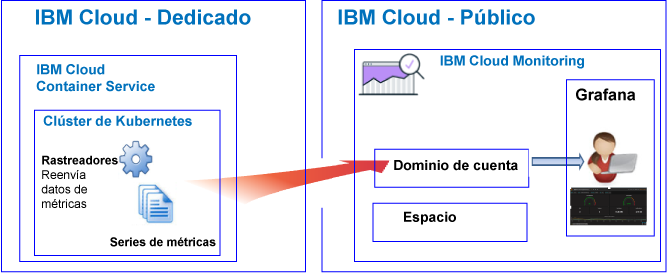 IBM Cloud - Dedicado
IBM Cloud
Container Service
Clúster de Kubernetes
Rastreadores
Reenvía
datos de
métricas
Series de métricas
IBM Cloud - Público
IBM Cloud Monitoring
Grafana
Dominio de cuenta
Espacio